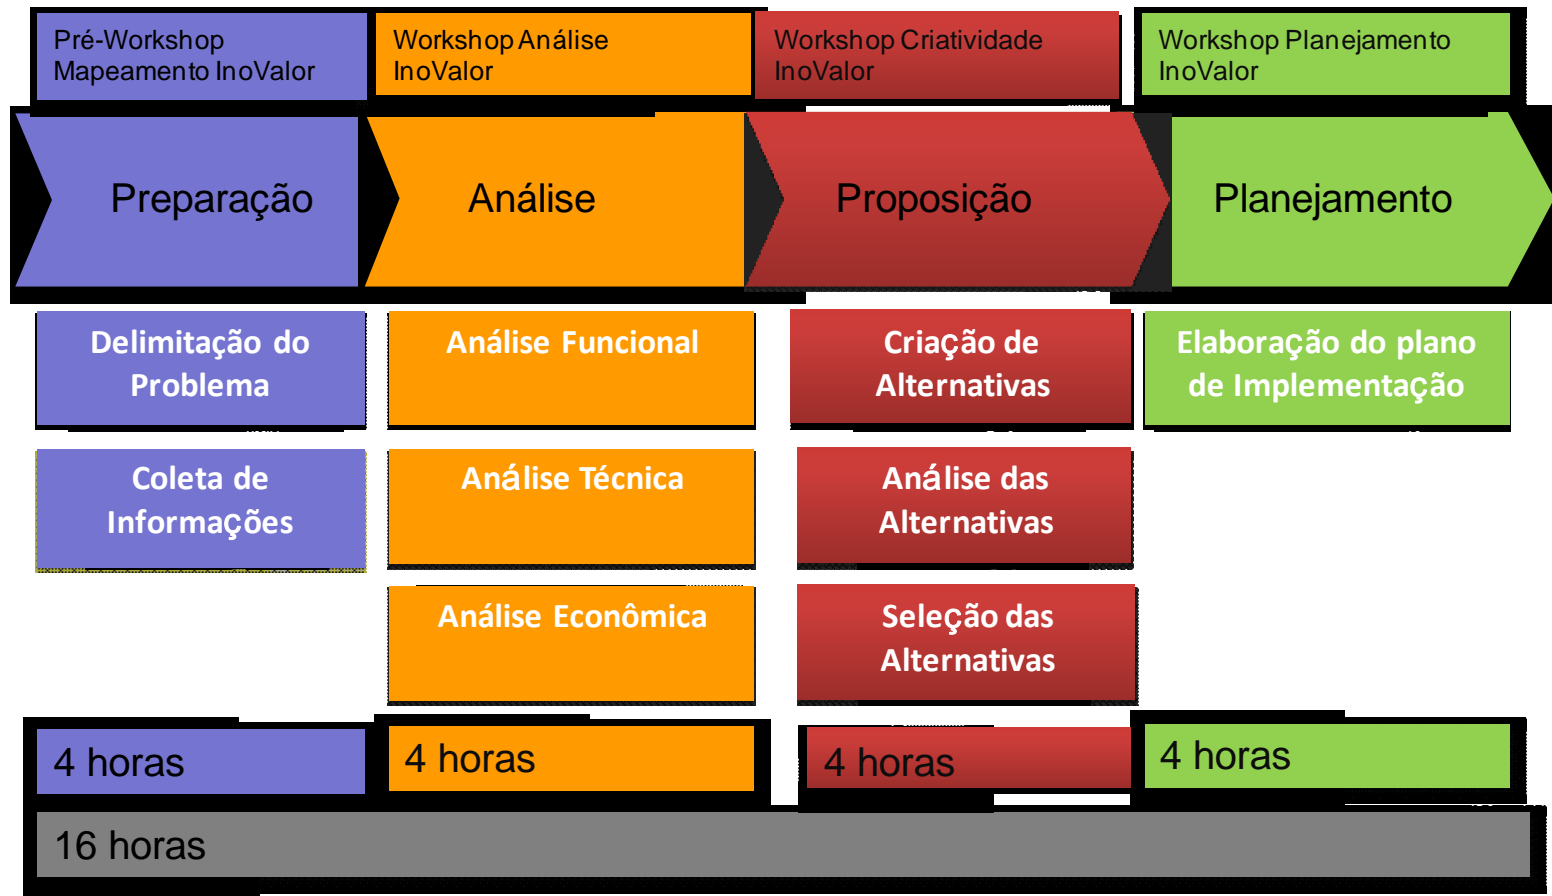 Pré-Workshop
Mapeamento InoValor
Workshop Análise
InoValor
Workshop Criatividade
InoValor
Workshop Planejamento
InoValor
Preparação
Análise
Proposição
Planejamento
Delimitação do
Problema
Análise Funcional
Criação de
Alternativas
Elaboração do plano
de Implementação
Coleta de
Informações
Análise Técnica
Análise das
Alternativas
Análise Econômica
Seleção das
Alternativas
4 horas
4 horas
4 horas
4 horas
16 horas